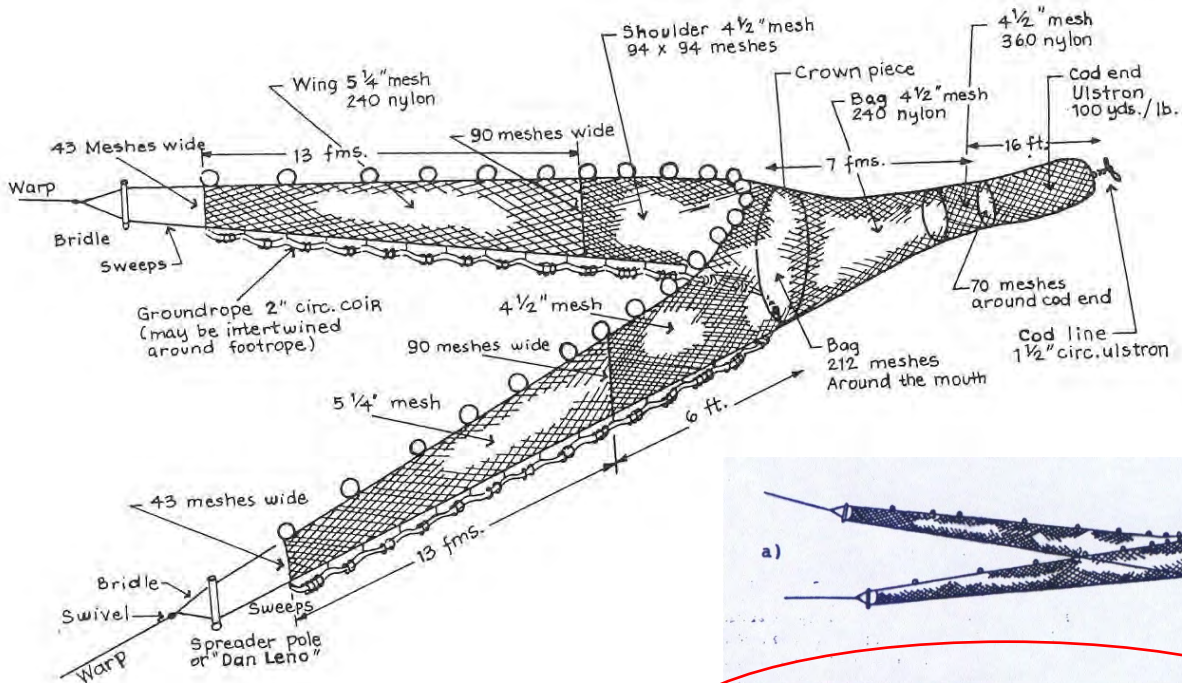 Shoulder 4½" mesh
94 x 94 meshes
4½" mesh
360 nylon
Wing 5¼" mesh
240 nylon
Crown piece
Bag 4½" mesh
240 nylon
Cod end
Ulstron
100 yds./lb.
43 Meshes wide
90 meshes wide
13 fms.
7 fms.
16 ft.
Warp
Bridle
Sweeps
Groundrope 2" circ. coir
(may be intertwined
around footrope)
4½" mesh
70 meshes
around cod end
90 meshes wide
Bag
212 meshes
Around the mouth
Cod line
1½" circ. ulstron
5¼" mesh
6 ft.
43 meshes wide
13 fms.
a)
Bridle
Swivel
Sweeps
Spreader pole
or "Dan Leno"
Warp